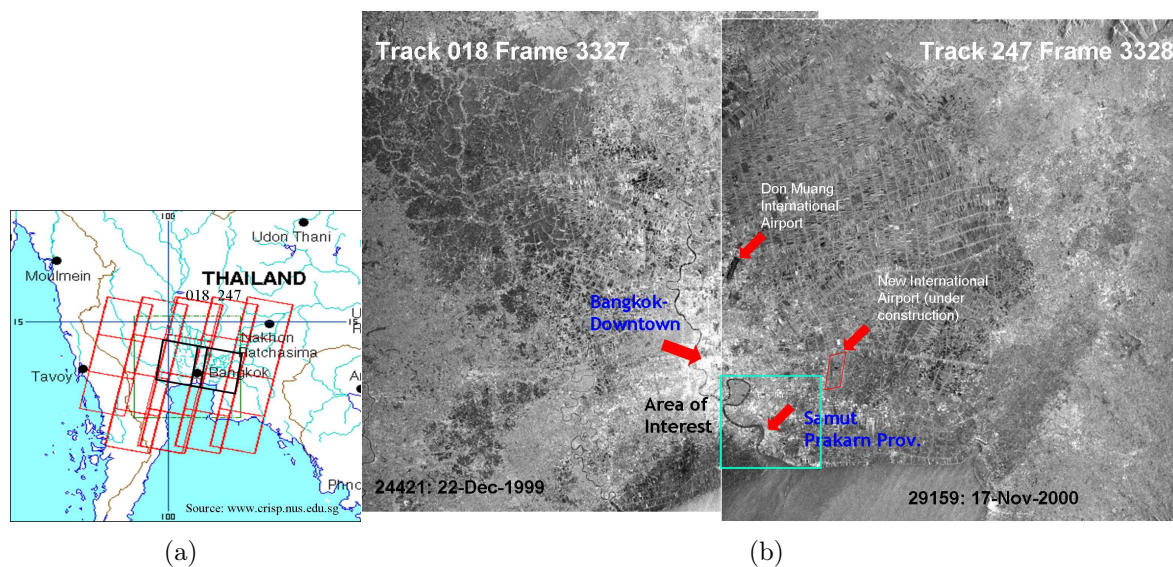 100
Udon Thani
Moulmein
THAILAND
018 247
15
15
Nakhon
Ratchasima
Tavoy
Bangkok
Phno
100
Source: www.crisp.nus.edu.sg
(a)
Track 018 Frame 3327
Track 247 Frame 3328
Don Muang
International
Airport
New International
Airport (under
construction)
Bangkok-
Downtown
Area of
Interest
Samut
Prakarn Prov.
24421: 22-Dec-1999
29159: 17-Nov-2000
(b)